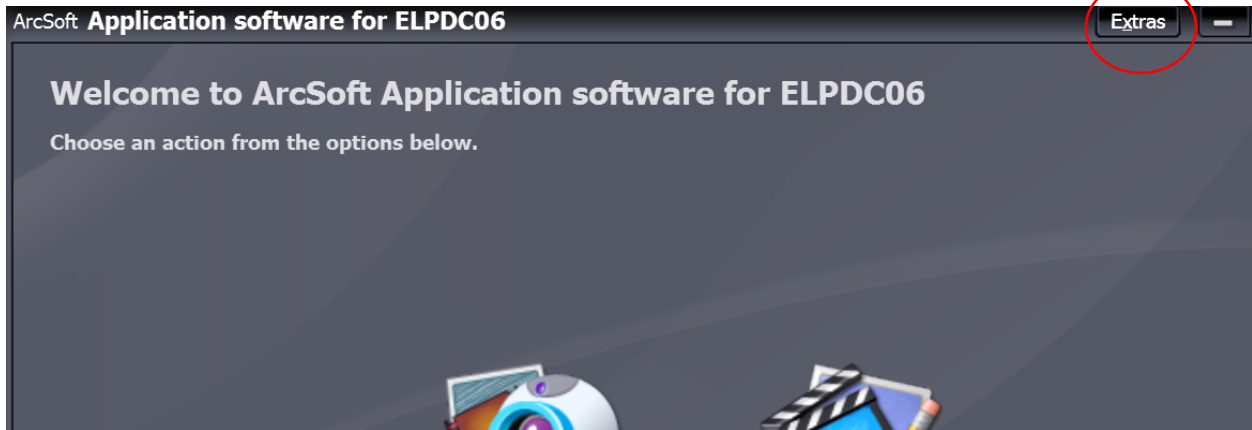 ArcSoft Application software for ELPDC06 Extras
Welcome to ArcSoft Application software for ELPDC06
Choose an action from the options below.